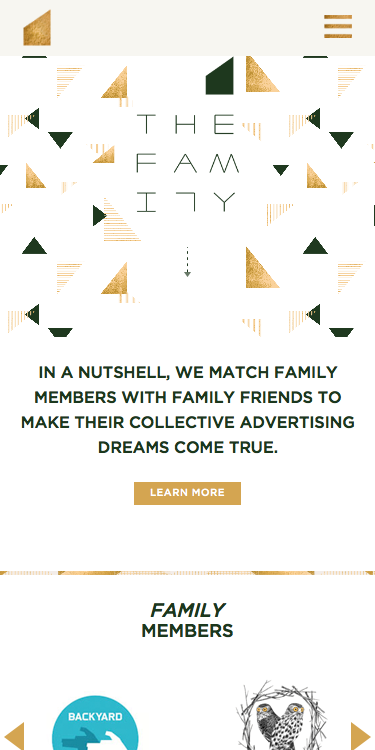 THE
FAM
ILY
IN A NUTSHELL, WE MATCH FAMILY
MEMBERS WITH FAMILY FRIENDS TO
MAKE THEIR COLLECTIVE ADVERTISING
DREAMS COME TRUE.
LEARN MORE
FAMILY
MEMBERS
BACKYARD